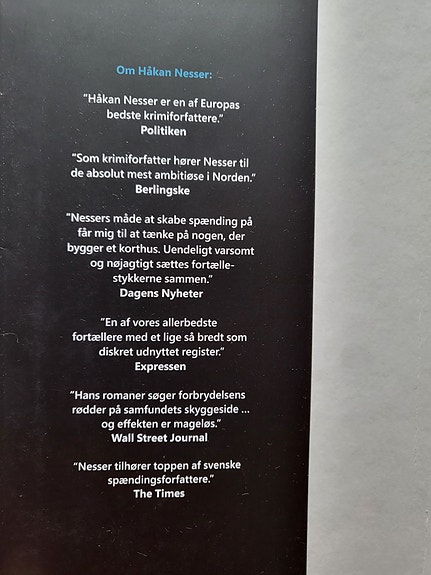 Om Håkan Nesser:
"Håkan Nesser er en af Europas
bedste krimiforfattere."
Politiken
"Som krimiforfatter hører Nesser til
de absolut mest ambitiøse i Norden."
Berlingske
"Nessers måde at skabe spænding på
får mig til at tænke på nogen, der
bygger et korthus. Uendeligt varsomt
og nøjagtigt sættes fortælle-
stykkerne sammen."
Dagens Nyheter
"En af vores allerbedste
fortællere med et lige så bredt som
diskret udnyttet register."
Expressen
"Hans romaner søger forbrydelsens
rødder på samfundets skyggeside ...
og effekten er mageløs."
Wall Street Journal
"Nesser tilhører toppen af svenske
spændingsforfattere."
The Times